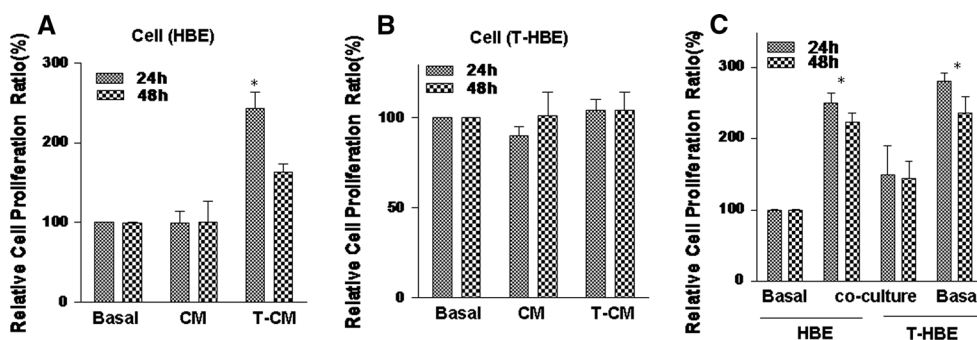 A
Cell (HBE)
Relative Cell Proliferation Ratio(%)
300
200
100
0
24h
48h
*
Basal CM T-CM
B
Cell (T-HBE)
Relative Cell Proliferation Ratio(%)
100
50
0
24h
48h
Basal CM T-CM
C
Relative Cell Proliferation Ratio(%)
300
200
100
0
24h
48h
*
*
Basal co-culture Basa
HBE T-HBE